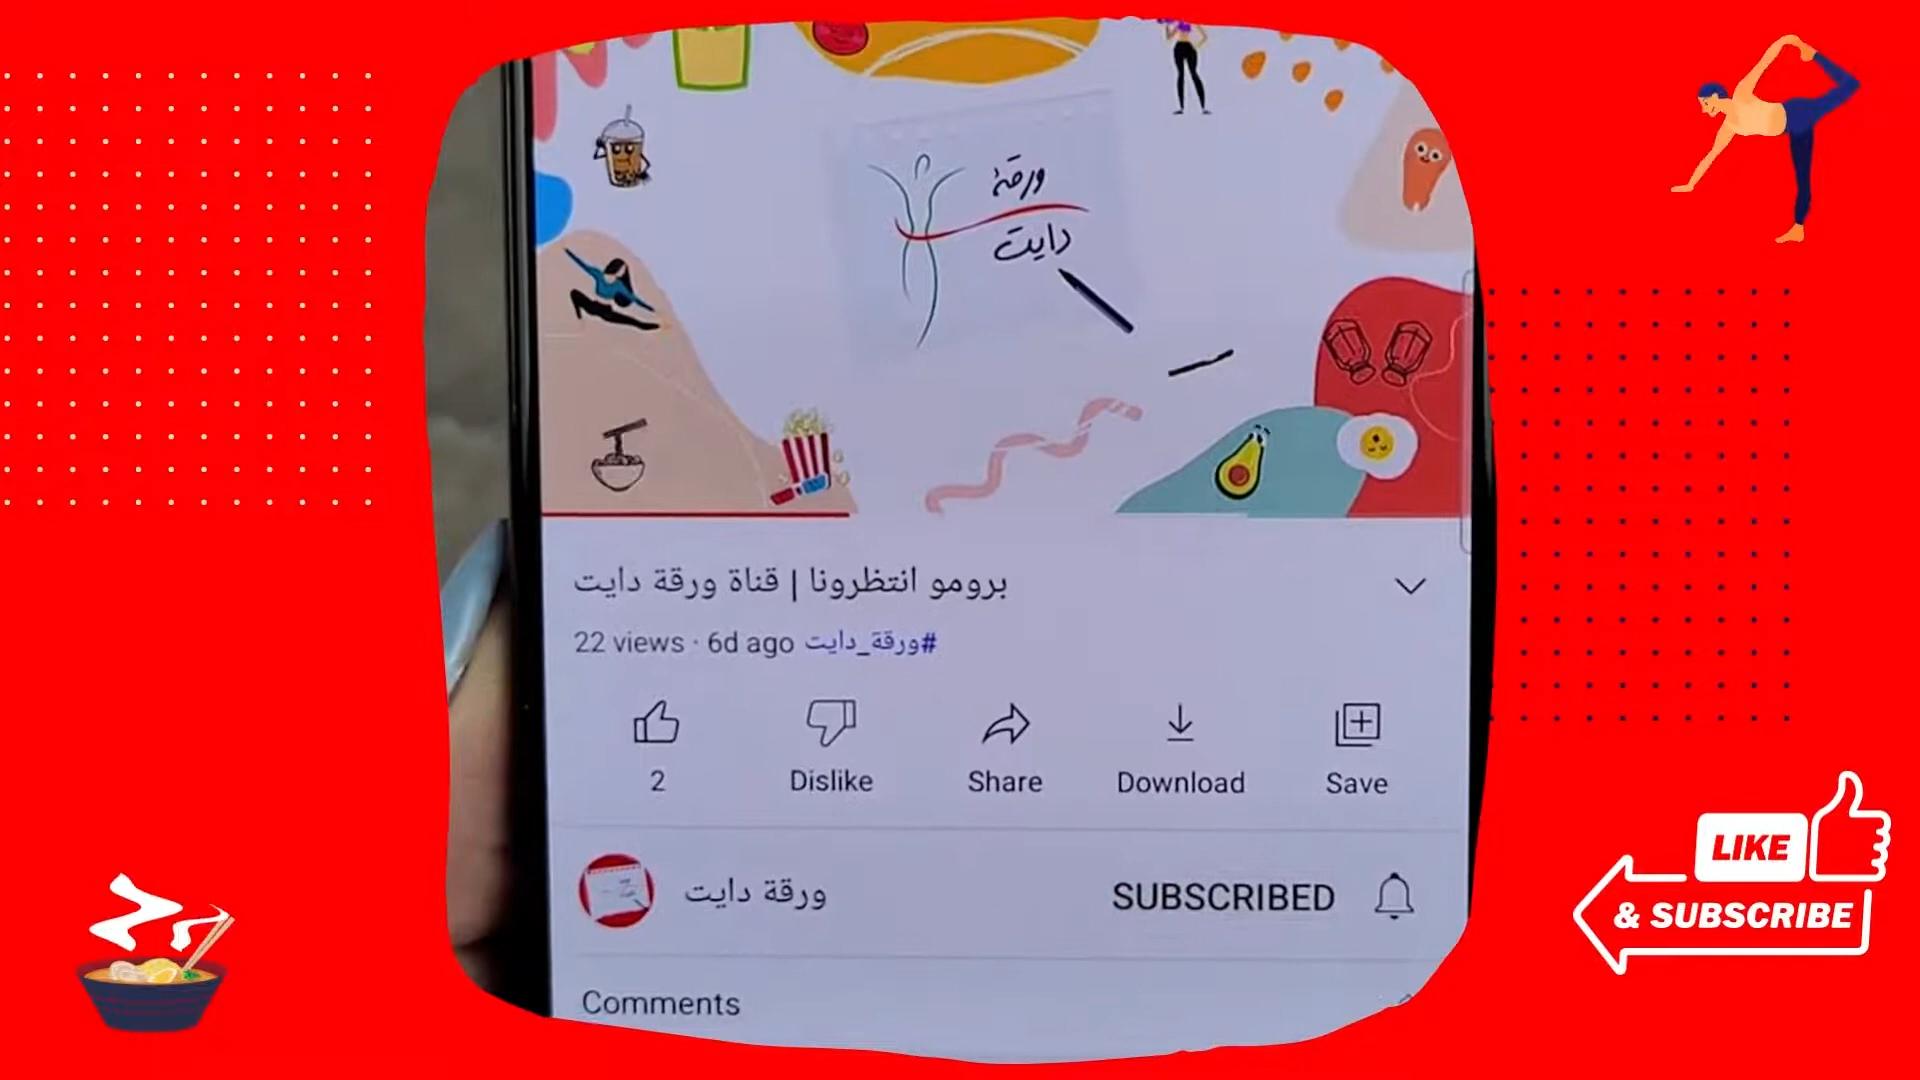 ورقة
دايت
برومو انتظرونا | قناة ورقة دايت
22 views · 6d ago #ورقة_دايت
2
Dislike
Share
Download
Save
ورقة دايت
SUBSCRIBED
Comments
LIKE
& SUBSCRIBE